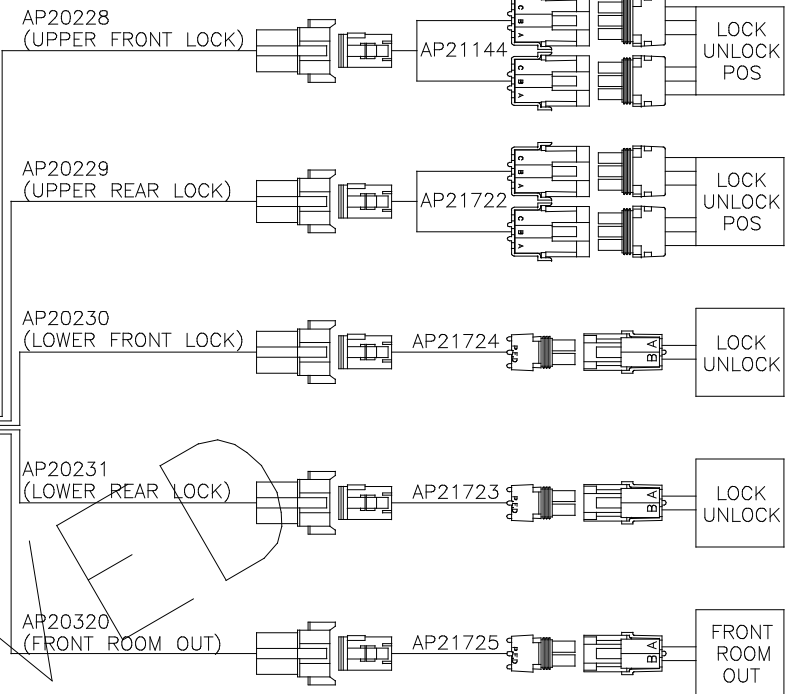 AP20228
(UPPER FRONT LOCK)
AP21144
C
B
A
C
B
A
LOCK
UNLOCK
POS
AP20229
(UPPER REAR LOCK)
AP21722
C
B
A
C
B
A
LOCK
UNLOCK
POS
AP20230
(LOWER FRONT LOCK)
AP21724
P.E.D.
B A
LOCK
UNLOCK
AP20231
(LOWER REAR LOCK)
AP21723
P.E.D.
B A
LOCK
UNLOCK
AP20320
(FRONT ROOM OUT)
AP21725
P.E.D.
B A
FRONT
ROOM
OUT
ED